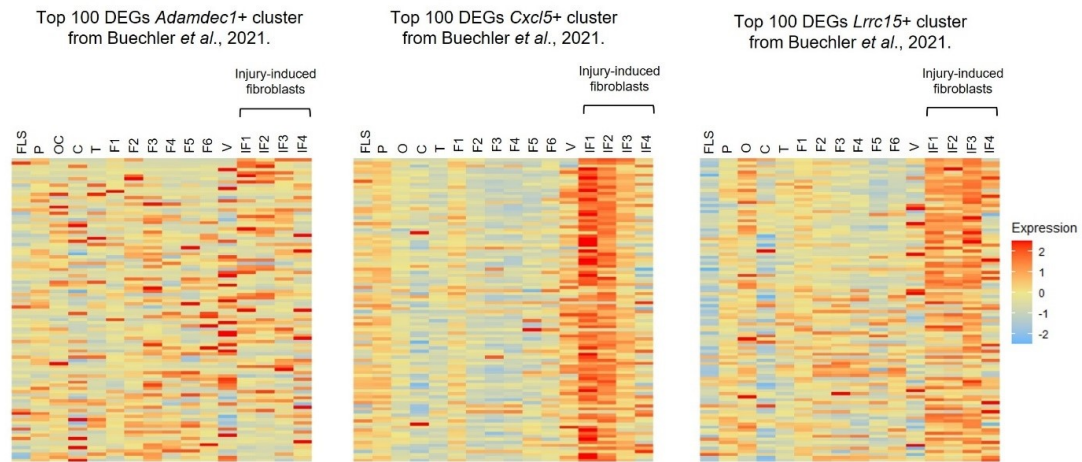 Top 100 DEGs Adamdec1+ cluster
from Buechler et al., 2021.
Injury-induced
fibroblasts
FLS P OC C T F1 F2 F3 F4 F5 F6 V IF1 IF2 IF3 IF4
Top 100 DEGs Cxcl5+ cluster
from Buechler et al., 2021.
Injury-induced
fibroblasts
FLS P O C T F1 F2 F3 F4 F5 F6 V IF1 IF2 IF3 IF4
Top 100 DEGs Lrrc15+ cluster
from Buechler et al., 2021.
Injury-induced
fibroblasts
FLS P O C T F1 F2 F3 F4 F5 F6 V IF1 IF2 IF3 IF4
Expression
2
1
0
-1
-2